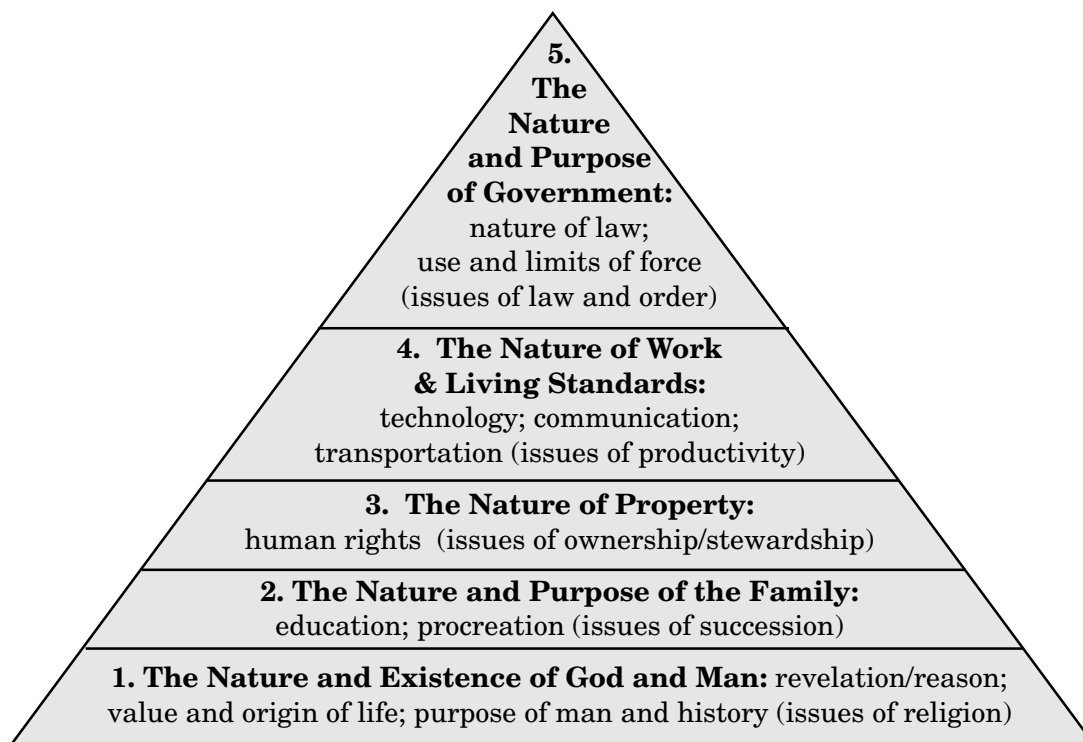 5.
The
Nature
and Purpose
of Government:
nature of law;
use and limits of force
(issues of law and order)
4. The Nature of Work
& Living Standards:
technology; communication;
transportation (issues of productivity)
3. The Nature of Property:
human rights (issues of ownership/stewardship)
2. The Nature and Purpose of the Family:
education; procreation (issues of succession)
1. The Nature and Existence of God and Man: revelation/reason;
value and origin of life; purpose of man and history (issues of religion)